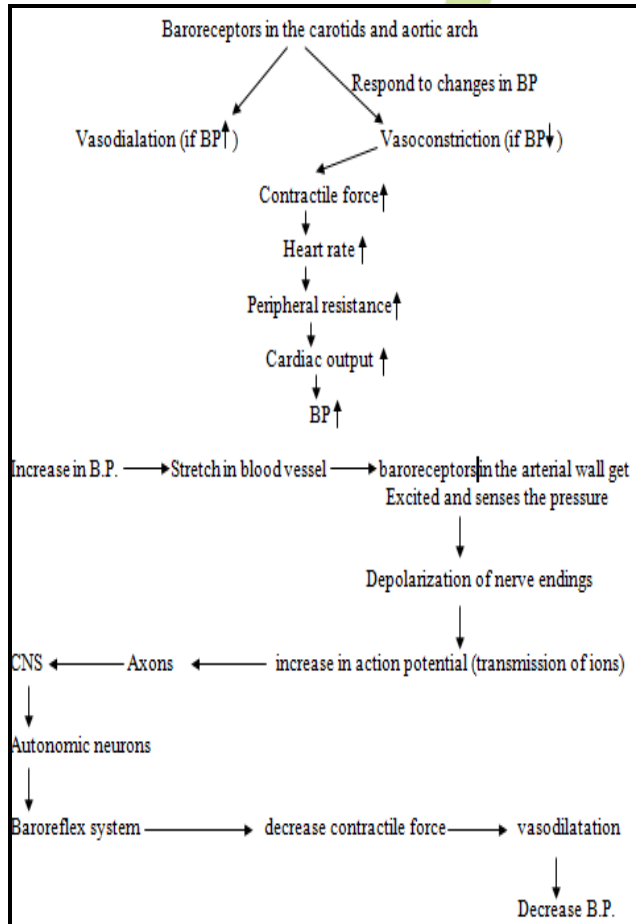 Baroreceptors in the carotids and aortic arch
Respond to changes in BP
Vasodialation (if BP↑) Vasoconstriction (if BP↓)
Contractile force↑
Heart rate ↑
Peripheral resistance↑
Cardiac output ↑
BP↑
Increase in B.P. → Stretch in blood vessel → baroreceptors in the arterial wall get
Excited and senses the pressure
Depolarization of nerve endings
CNS ← Axons ← increase in action potential (transmission of ions)
Autonomic neurons
Baroreflex system → decrease contractile force → vasodilatation
Decrease B.P.